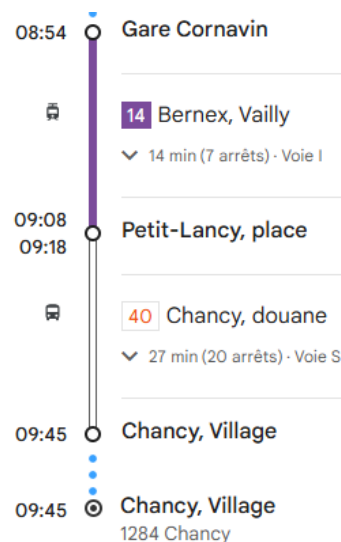 08:54 Gare Cornavin
14 Bernex, Vailly
14 min (7 arrêts) · Voie I
09:08
Petit-Lancy, place
09:18
40 Chancy, douane
27 min (20 arrêts) · Voie S
09:45 Chancy, Village
09:45 Chancy, Village
1284 Chancy